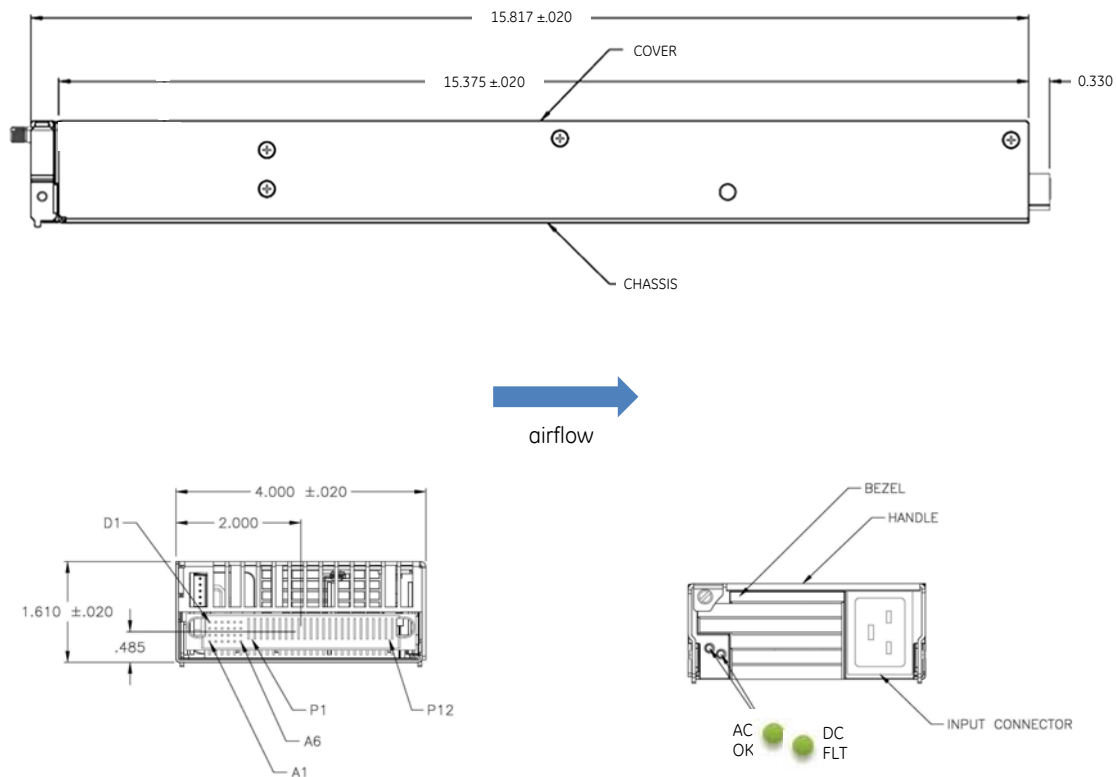 15.817 ±.020
COVER
15.375 ±.020
0.330
CHASSIS
airflow
4.000 ±.020
D1
2.000
1.610 ±.020
.485
P1
P12
A6
A1
BEZEL
HANDLE
AC
OK
DC
FLT
INPUT CONNECTOR